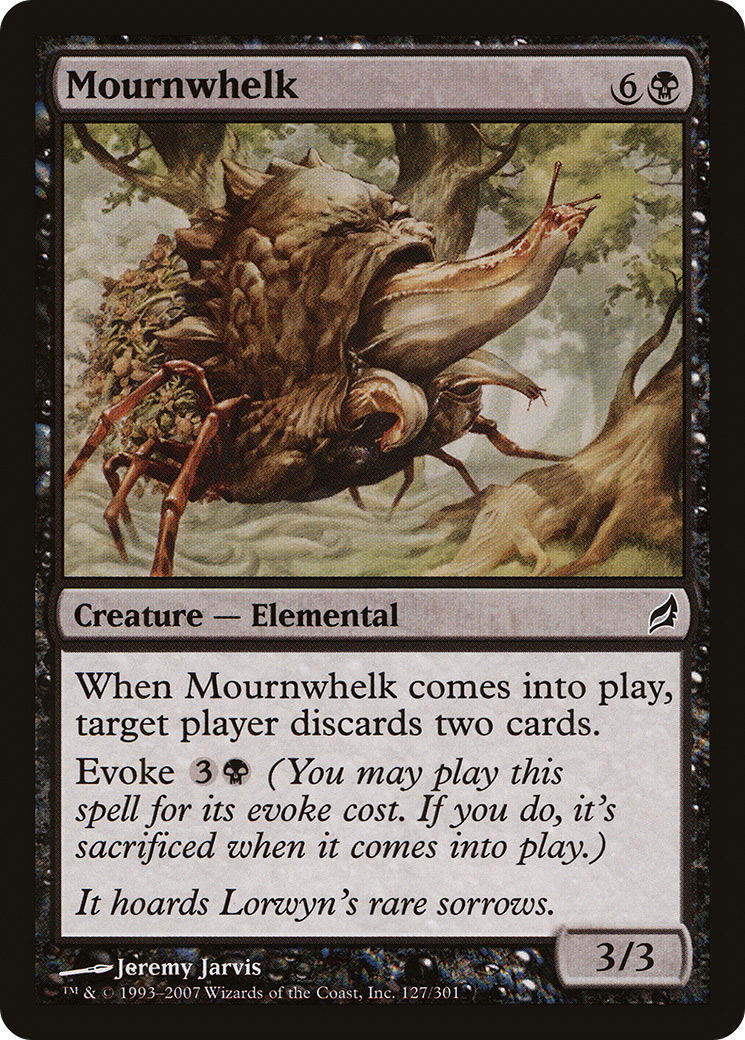 Mournwhelk 6
Creature — Elemental
When Mournwhelk comes into play,
target player discards two cards.
Evoke 3 (You may play this
spell for its evoke cost. If you do, it's
sacrificed when it comes into play.)
It hoards Lorwyn's rare sorrows.
3/3
Jeremy Jarvis
™ & © 1993–2007 Wizards of the Coast, Inc. 127/301